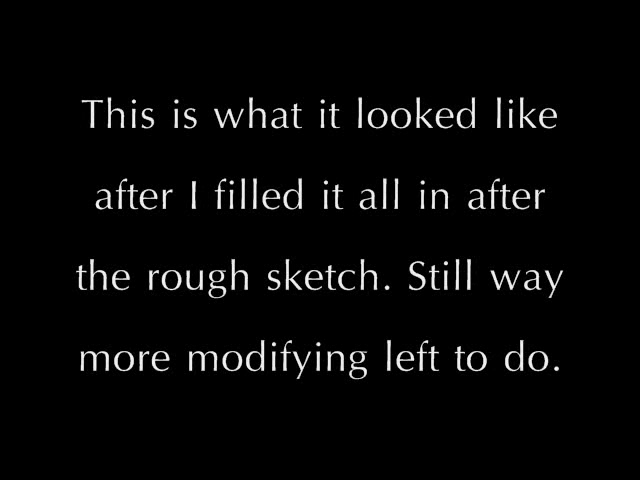 This is what it looked like
after I filled it all in after
the rough sketch. Still way
more modifying left to do.